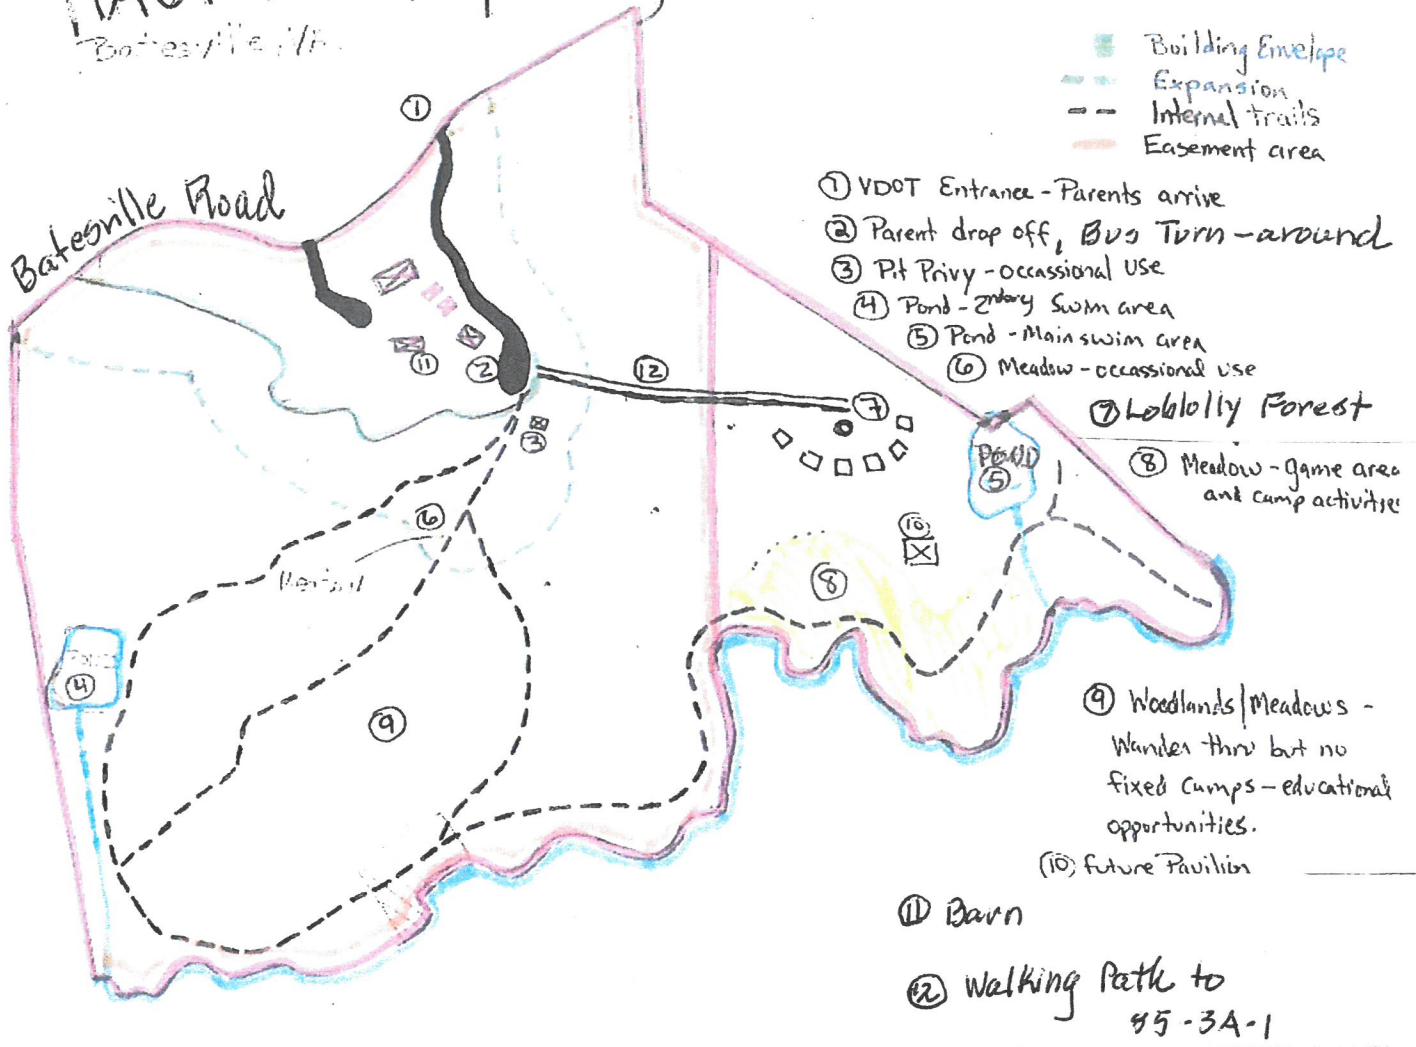 Batesville, VA.
Building Envelope
Expansion
Internal trails
Easement area
Batesville Road
① VDOT Entrance - Parents arrive
② Parent drop off, Bus Turn-around
③ Pit Privy - occassional use
④ Pond - 2ndary Swim area
⑤ Pond - Main swim area
⑥ Meadow - occassional use
⑦ Loblolly Forest
⑧ Meadow - game area
and camp activities
⑨ Woodlands/Meadows -
Wander thru but no
fixed camps - educational
opportunities.
⑩ future Pavilion
⑪ Barn
⑫ Walking Path to
85-3A-1
①
②
③
⑪
⑫
⑦
POND
⑤
⑥
⑩
⑧
④
⑨